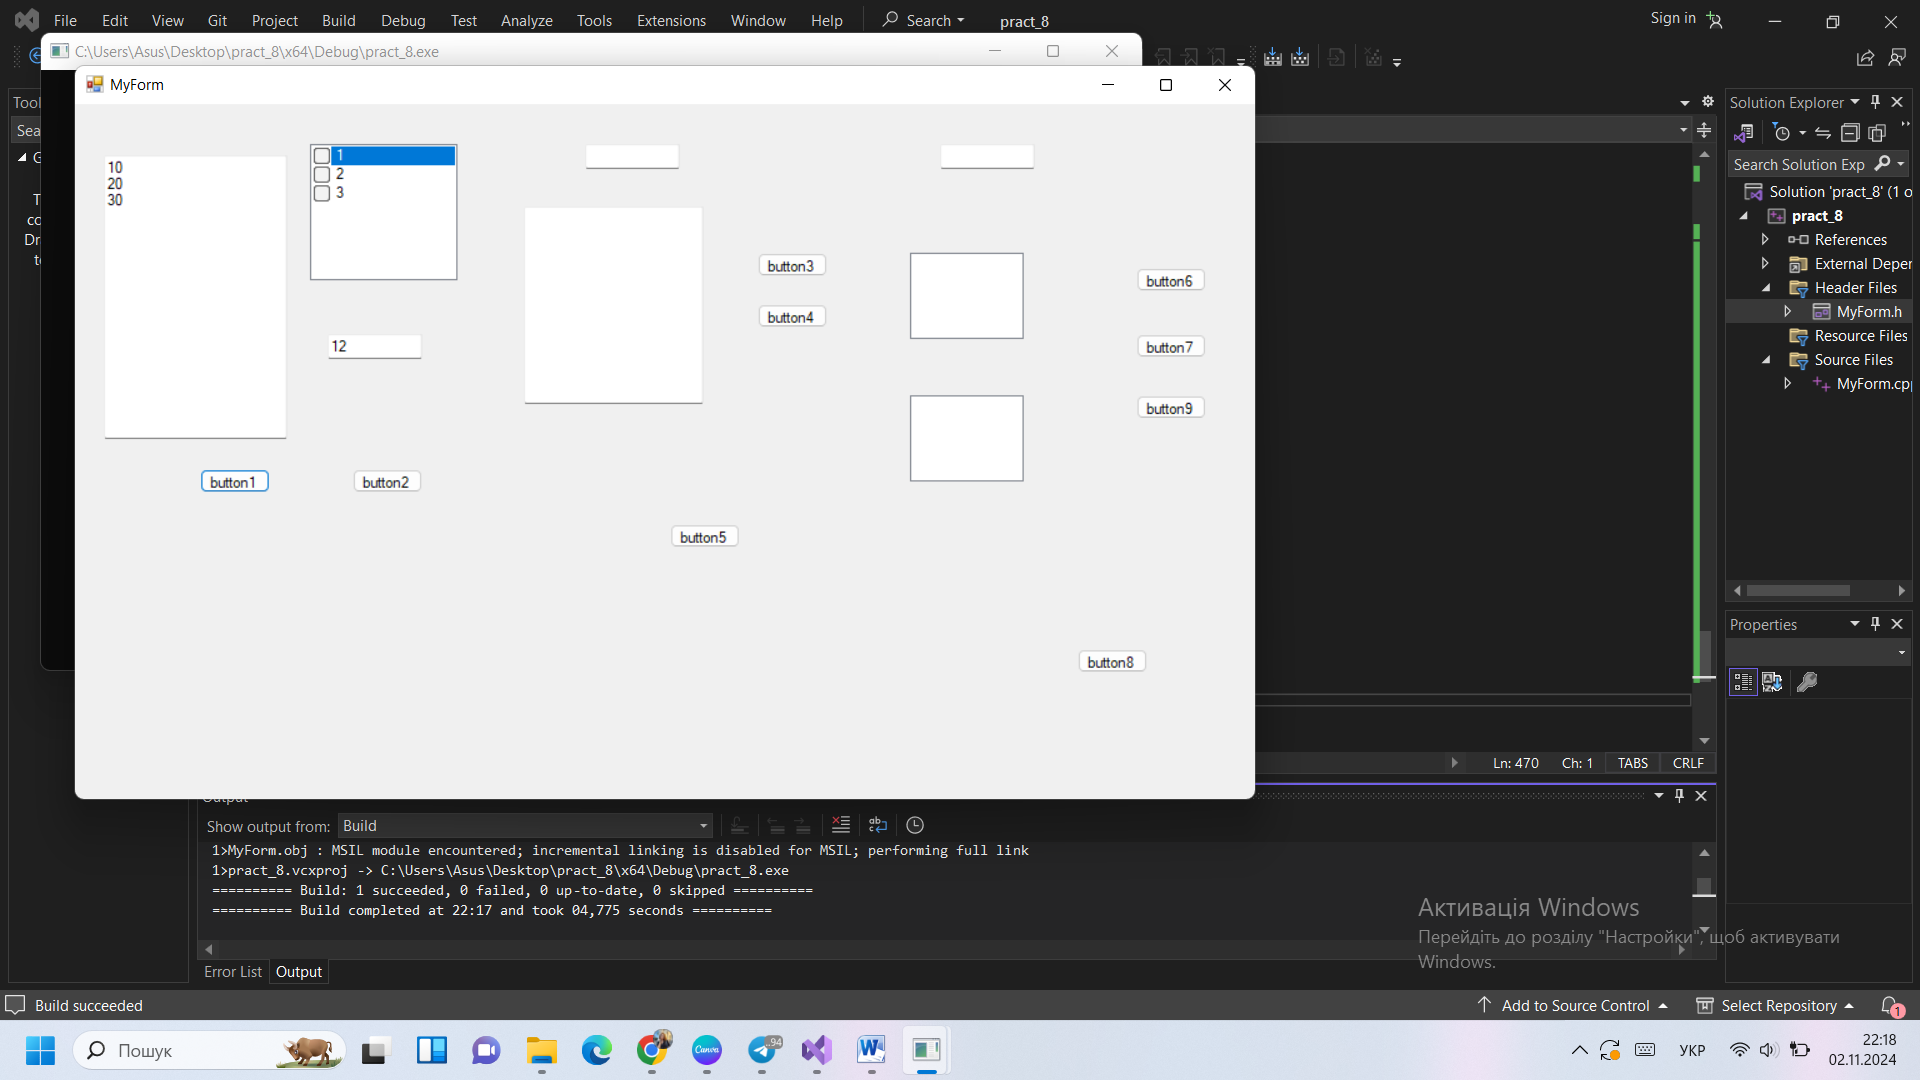 File Edit View Git Project Build Debug Test Analyze Tools Extensions Window Help Search pract_8 Sign in
C:\Users\Asus\Desktop\pract_8\x64\Debug\pract_8.exe
MyForm
10
20
30
1
2
3
12
button1
button2
button3
button4
button5
button6
button7
button9
button8
Solution Explorer
Search Solution Exp
Solution 'pract_8' (1 o
pract_8
References
External Deper
Header Files
MyForm.h
Resource Files
Source Files
MyForm.cp
Properties
Ln: 470 Ch: 1 TABS CRLF
Output
Show output from: Build
1>MyForm.obj : MSIL module encountered; incremental linking is disabled for MSIL; performing full link
1>pract_8.vcxproj -> C:\Users\Asus\Desktop\pract_8\x64\Debug\pract_8.exe
========== Build: 1 succeeded, 0 failed, 0 up-to-date, 0 skipped ==========
========== Build completed at 22:17 and took 04,775 seconds ==========
Активація Windows
Перейдіть до розділу "Настройки", щоб активувати
Windows.
Error List Output
Build succeeded
Add to Source Control Select Repository 1
Пошук
Canva
94
УКР
22:18
02.11.2024